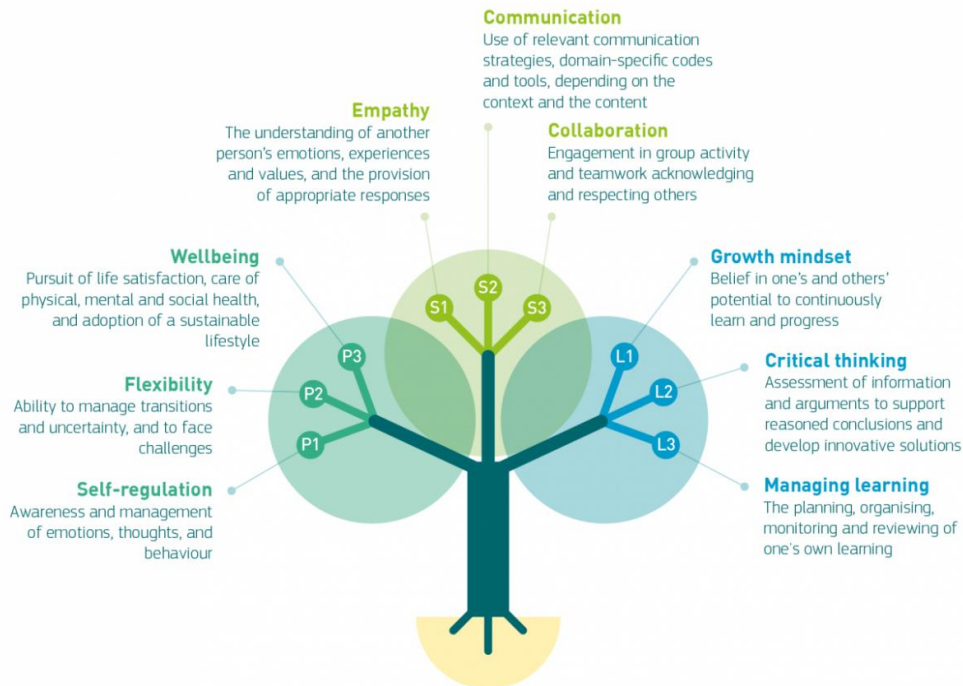 Communication
Use of relevant communication
strategies, domain-specific codes
and tools, depending on the
context and the content
Empathy
The understanding of another
person's emotions, experiences
and values, and the provision
of appropriate responses
Collaboration
Engagement in group activity
and teamwork acknowledging
and respecting others
Wellbeing
Pursuit of life satisfaction, care of
physical, mental and social health,
and adoption of a sustainable
lifestyle
Growth mindset
Belief in one's and others'
potential to continuously
learn and progress
S1
S2
S3
P3
P2
P1
L1
L2
L3
Flexibility
Ability to manage transitions
and uncertainty, and to face
challenges
Critical thinking
Assessment of information
and arguments to support
reasoned conclusions and
develop innovative solutions
Self-regulation
Awareness and management
of emotions, thoughts, and
behaviour
Managing learning
The planning, organising,
monitoring and reviewing of
one's own learning